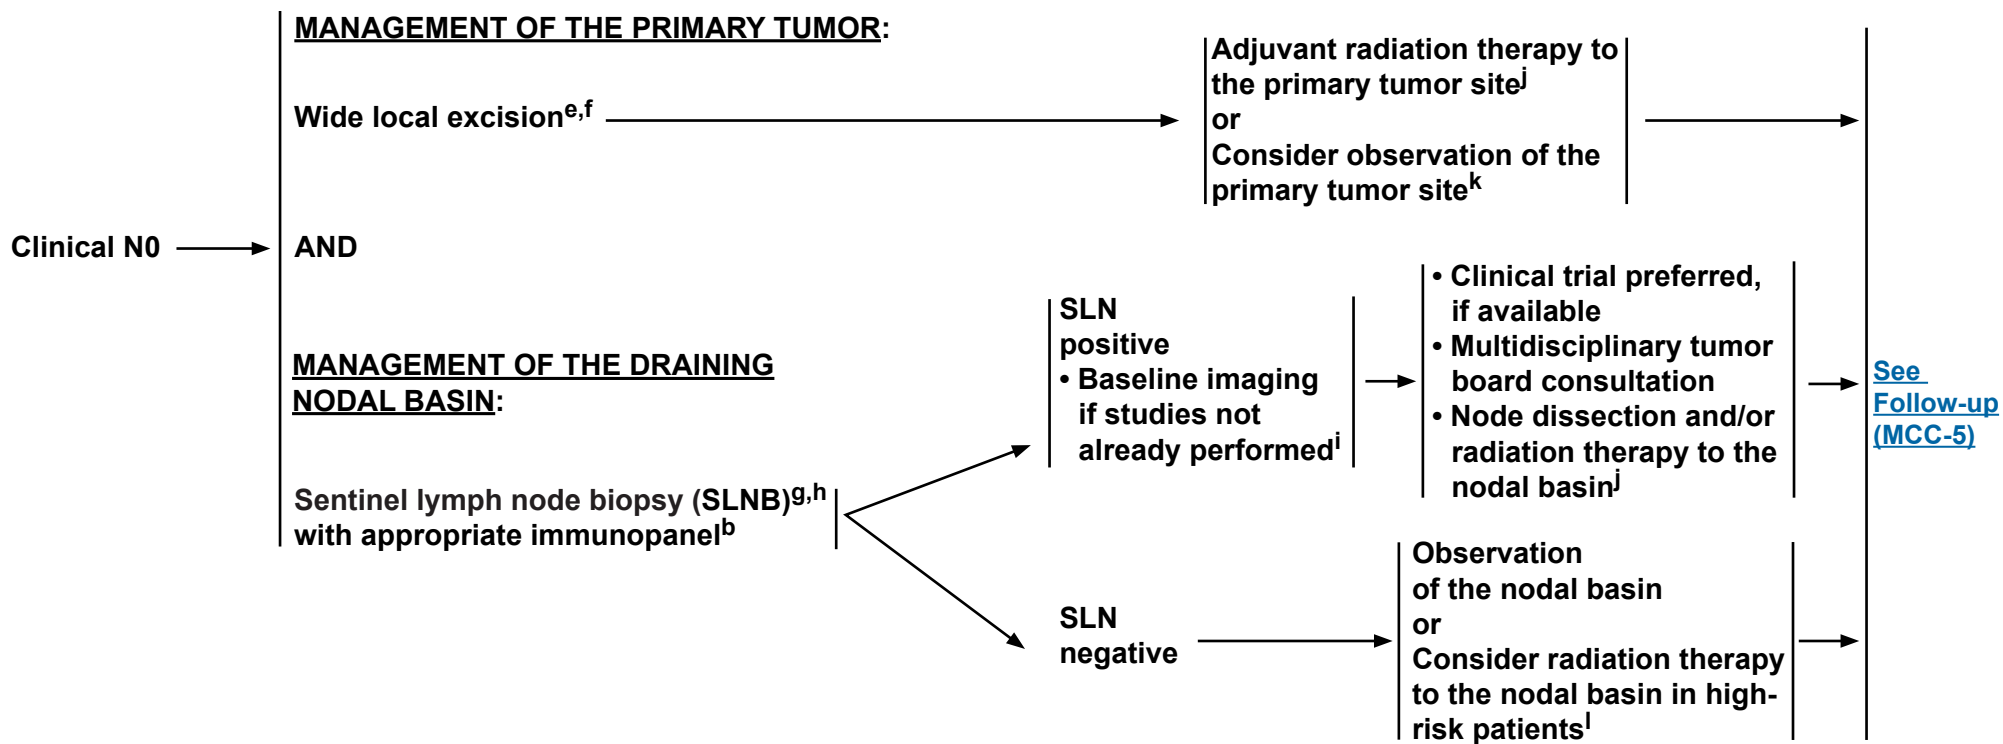 MANAGEMENT OF THE PRIMARY TUMOR:
Wide local excisionᵉ,ᶠ
Adjuvant radiation therapy to
the primary tumor siteʲ
or
Consider observation of the
primary tumor siteᵏ
Clinical N0
AND
MANAGEMENT OF THE DRAINING
NODAL BASIN:
Sentinel lymph node biopsy (SLNB)ᵍ,ʰ
with appropriate immunopanelᵇ
SLN
positive
• Baseline imaging
if studies not
already performedⁱ
• Clinical trial preferred,
if available
• Multidisciplinary tumor
board consultation
• Node dissection and/or
radiation therapy to the
nodal basinʲ
SLN
negative
Observation
of the nodal basin
or
Consider radiation therapy
to the nodal basin in high-
risk patientsˡ
See
Follow-up
(MCC-5)